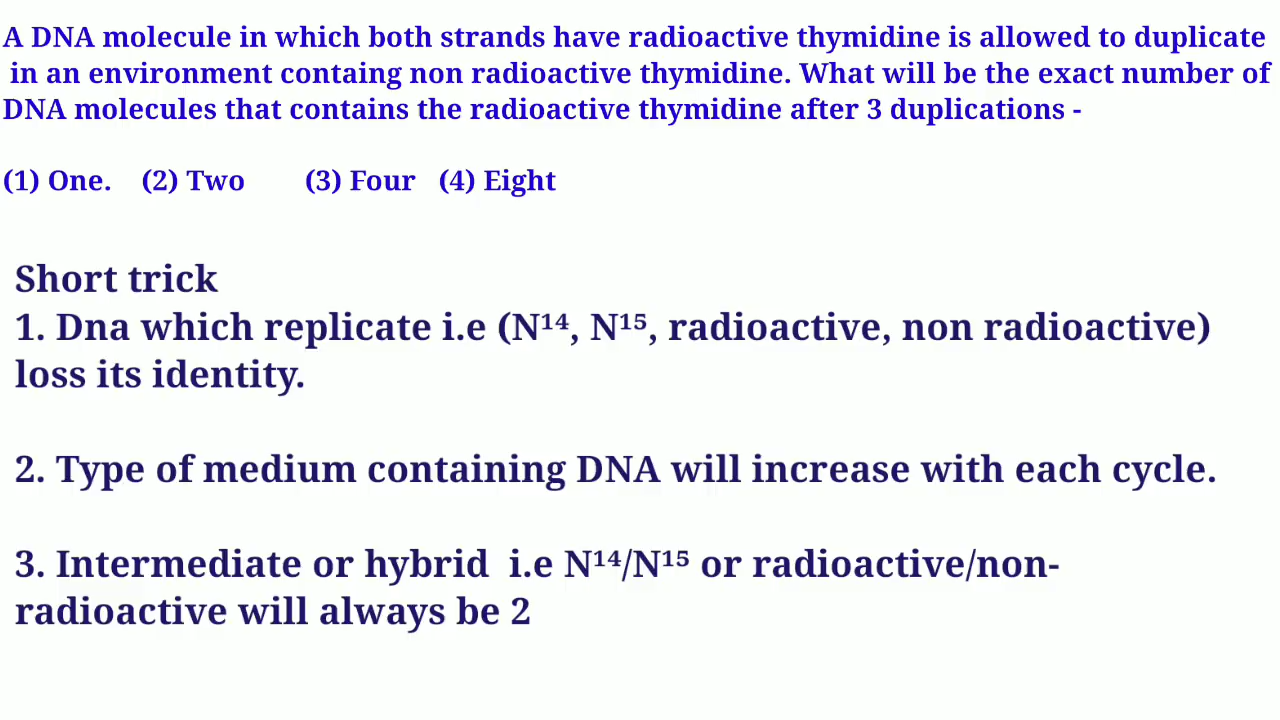 A DNA molecule in which both strands have radioactive thymidine is allowed to duplicate
in an environment containg non radioactive thymidine. What will be the exact number of
DNA molecules that contains the radioactive thymidine after 3 duplications -
(1) One. (2) Two (3) Four (4) Eight
Short trick
1. Dna which replicate i.e (N¹⁴, N¹⁵, radioactive, non radioactive)
loss its identity.
2. Type of medium containing DNA will increase with each cycle.
3. Intermediate or hybrid i.e N¹⁴/N¹⁵ or radioactive/non-
radioactive will always be 2